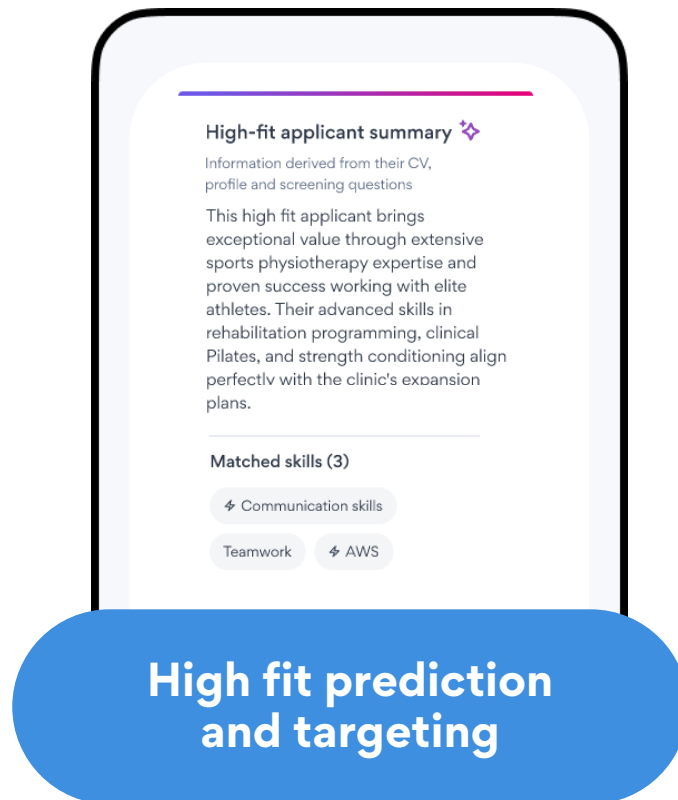 High-fit applicant summary
Information derived from their CV,
profile and screening questions
This high fit applicant brings
exceptional value through extensive
sports physiotherapy expertise and
proven success working with elite
athletes. Their advanced skills in
rehabilitation programming, clinical
Pilates, and strength conditioning align
perfectly with the clinic's expansion
plans.
Matched skills (3)
Communication skills
Teamwork AWS
High fit prediction
and targeting